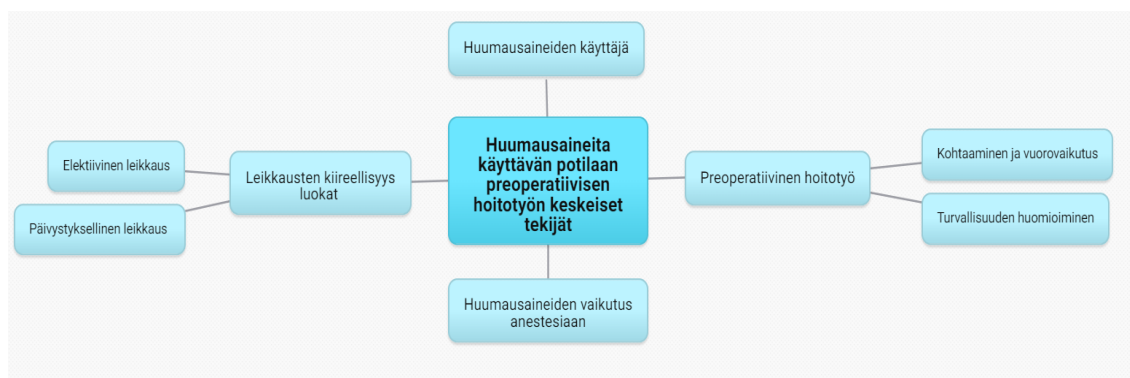 Huumausaineiden käyttäjä
Huumausaineita
käyttävän potilaan
preoperatiivisen
hoitotyön keskeiset
tekijät
Leikkausten kiireellisyys
luokat
Elektiivinen leikkaus
Päivystyksellinen leikkaus
Preoperatiivinen hoitotyö
Kohtaaminen ja vuorovaikutus
Turvallisuuden huomioiminen
Huumausaineiden vaikutus
anestesiaan